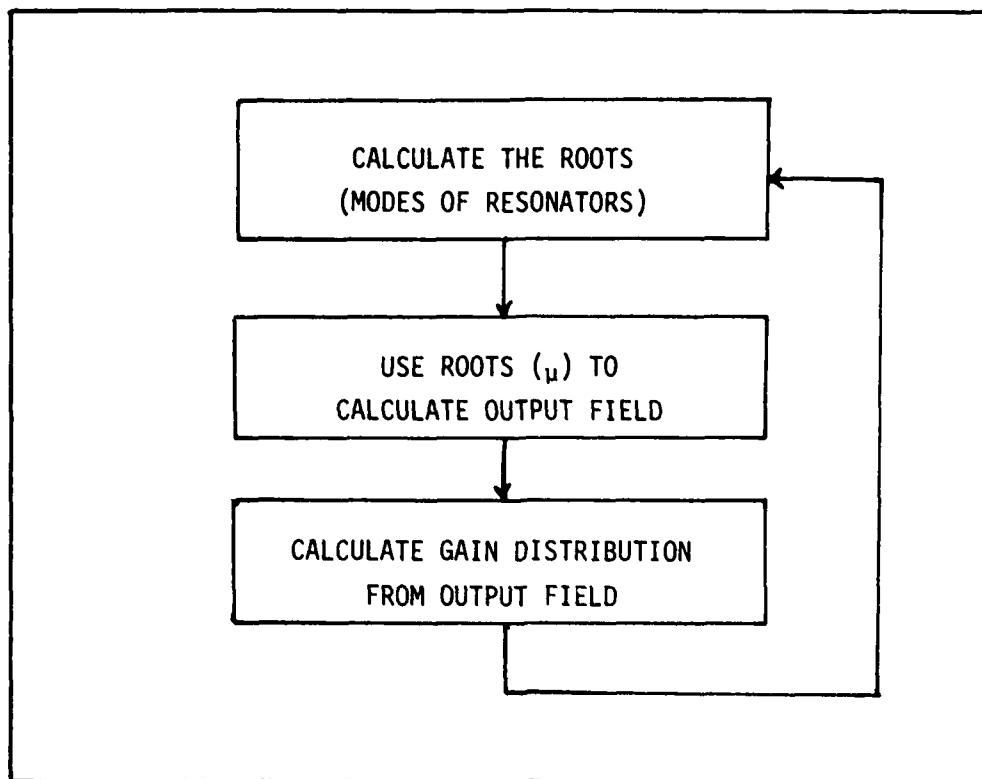 CALCULATE THE ROOTS
(MODES OF RESONATORS)
USE ROOTS (μ) TO
CALCULATE OUTPUT FIELD
CALCULATE GAIN DISTRIBUTION
FROM OUTPUT FIELD